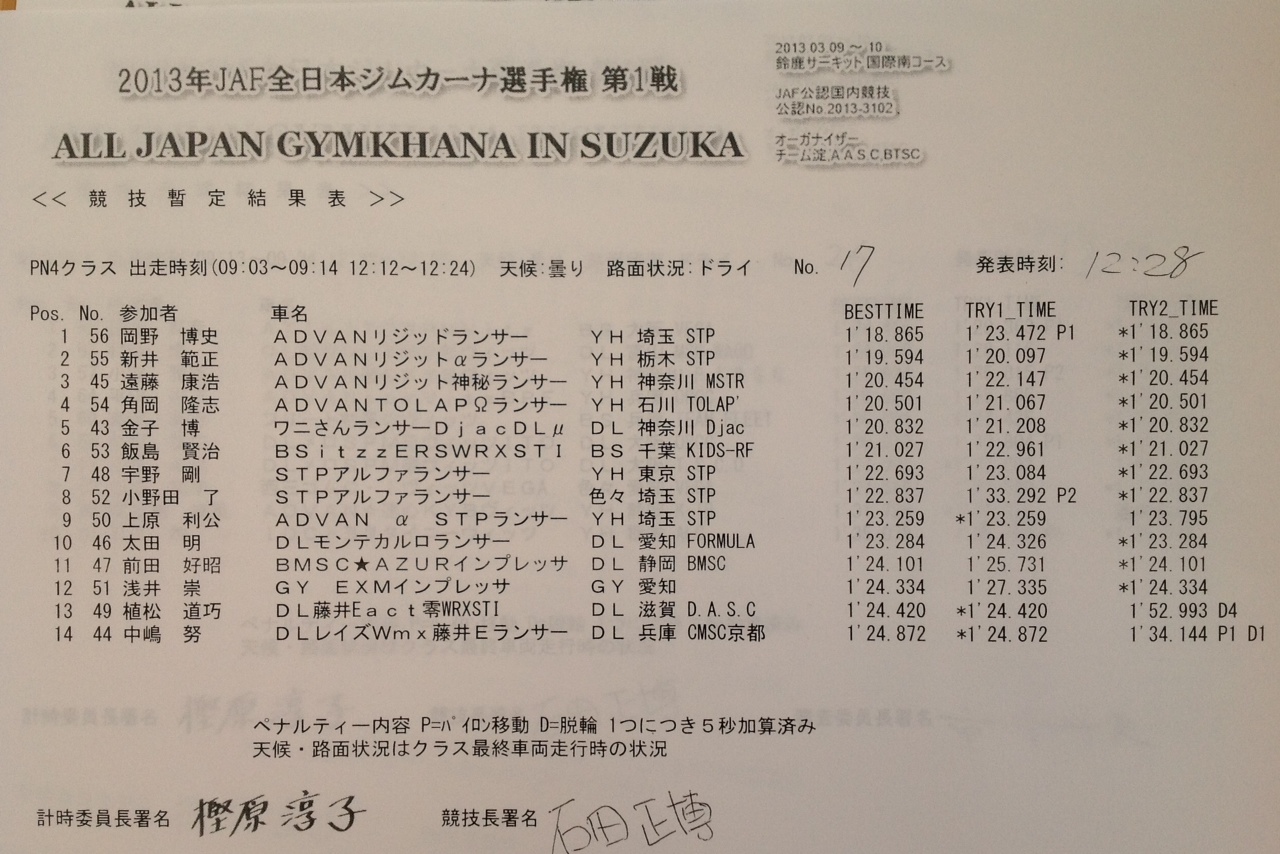 2013年JAF全日本ジムカーナ選手権 第1戦
ALL JAPAN GYMKHANA IN SUZUKA
2013 03 09 ～ 10
鈴鹿サーキット 国際南コース
JAF公認国内競技
公認No.2013-3102 .
オーガナイザー
チーム淀,A A S C,BTSC
<< 競 技 暫 定 結 果 表 >>
PN4クラス 出走時刻(09:03～09:14 12:12～12:24) 天候:曇り 路面状況:ドライ No. 17 発表時刻: 12:28
Pos. No. 参加者 車名 BESTTIME TRY1_TIME TRY2_TIME
1 56 岡野 博史 ＡＤＶＡＮリジッドランサー ＹＨ 埼玉 STP 1'18.865 1'23.472 P1 *1'18.865
2 55 新井 範正 ＡＤＶＡＮリジットαランサー ＹＨ 栃木 STP 1'19.594 1'20.097 *1'19.594
3 45 遠藤 康浩 ＡＤＶＡＮリジット神秘ランサー ＹＨ 神奈川 MSTR 1'20.454 1'22.147 *1'20.454
4 54 角岡 隆志 ＡＤＶＡＮＴＯＬＡＰΩランサー ＹＨ 石川 TOLAP' 1'20.501 1'21.067 *1'20.501
5 43 金子 博 ワニさんランサーＤｊａｃＤＬμ ＤＬ 神奈川 Djac 1'20.832 1'21.208 *1'20.832
6 53 飯島 賢治 ＢＳｉｔｚｚＥＲＳＷＲＸＳＴＩ ＢＳ 千葉 KIDS-RF 1'21.027 1'22.961 *1'21.027
7 48 宇野 剛 ＳＴＰアルファランサー ＹＨ 東京 STP 1'22.693 1'23.084 *1'22.693
8 52 小野田 了 ＳＴＰアルファランサー 色々 埼玉 STP 1'22.837 1'33.292 P2 *1'22.837
9 50 上原 利公 ＡＤＶＡＮ α ＳＴＰランサー ＹＨ 埼玉 STP 1'23.259 *1'23.259 1'23.795
10 46 太田 明 ＤＬモンテカルロランサー ＤＬ 愛知 FORMULA 1'23.284 1'24.326 *1'23.284
11 47 前田 好昭 ＢＭＳＣ★ＡＺＵＲインプレッサ ＤＬ 静岡 BMSC 1'24.101 1'25.731 *1'24.101
12 51 浅井 崇 ＧＹ ＥＸＭインプレッサ ＧＹ 愛知 1'24.334 1'27.335 *1'24.334
13 49 植松 道巧 ＤＬ藤井Ｅａｃｔ零WRXSTI ＤＬ 滋賀 D.A.S.C 1'24.420 *1'24.420 1'52.993 D4
14 44 中嶋 努 ＤＬレイズＷｍｘ藤井Ｅランサー ＤＬ 兵庫 CMSC京都 1'24.872 *1'24.872 1'34.144 P1 D1
ペナルティー内容 P=ﾊﾟｲﾛﾝ移動 D=脱輪 1つにつき５秒加算済み
天候・路面状況はクラス最終車両走行時の状況
計時委員長署名 樫原淳子 競技長署名 石田正博